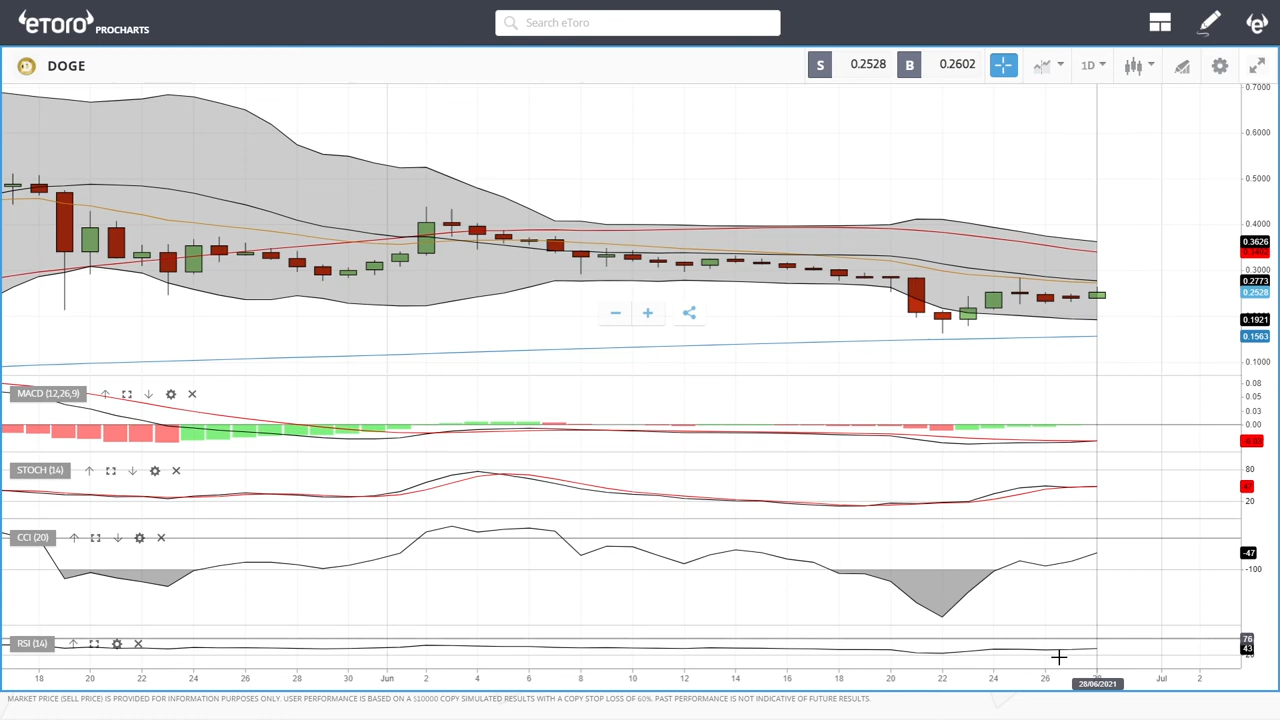 eToro PROCHARTS
Search eToro
DOGE
S 0.2528 B 0.2602
1D
0.7000
0.6000
0.5000
0.4000
0.3626
0.3000
0.2773
0.2528
0.1921
0.1563
0.1000
MACD (12,26,9)
0.08
0.05
0.03
0.00
-0.03
STOCH (14)
80
20
CCI (20)
-47
-100
RSI (14)
76
43
18 20 22 24 26 28 30 Jun 2 4 6 8 10 12 14 16 18 20 22 24 26 Jul 2
28/06/2021
MARKET PRICE (SELL PRICE) IS PROVIDED FOR INFORMATION PURPOSES ONLY. USER PERFORMANCE IS BASED ON A $10000 COPY SIMULATED RESULTS WITH A COPY STOP LOSS OF 60%. PAST PERFORMANCE IS NOT INDICATIVE OF FUTURE RESULTS.